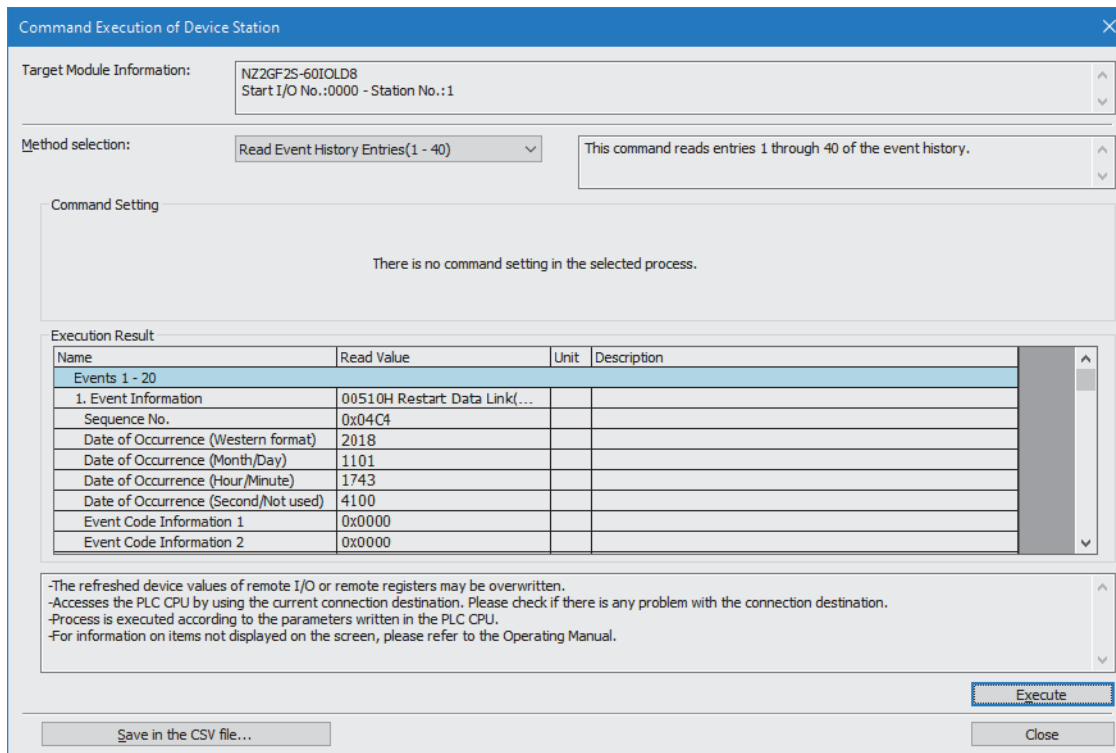 Command Execution of Device Station
Target Module Information:
NZ2GF2S-60IOLD8
Start I/O No.:0000 - Station No.:1
Method selection:
Read Event History Entries(1 - 40)
This command reads entries 1 through 40 of the event history.
Command Setting
There is no command setting in the selected process.
Execution Result
Name Read Value Unit Description
Events 1 - 20
1. Event Information 00510H Restart Data Link(...
Sequence No. 0x04C4
Date of Occurrence (Western format) 2018
Date of Occurrence (Month/Day) 1101
Date of Occurrence (Hour/Minute) 1743
Date of Occurrence (Second/Not used) 4100
Event Code Information 1 0x0000
Event Code Information 2 0x0000
-The refreshed device values of remote I/O or remote registers may be overwritten.
-Accesses the PLC CPU by using the current connection destination. Please check if there is any problem with the connection destination.
-Process is executed according to the parameters written in the PLC CPU.
-For information on items not displayed on the screen, please refer to the Operating Manual.
Execute
Save in the CSV file...
Close